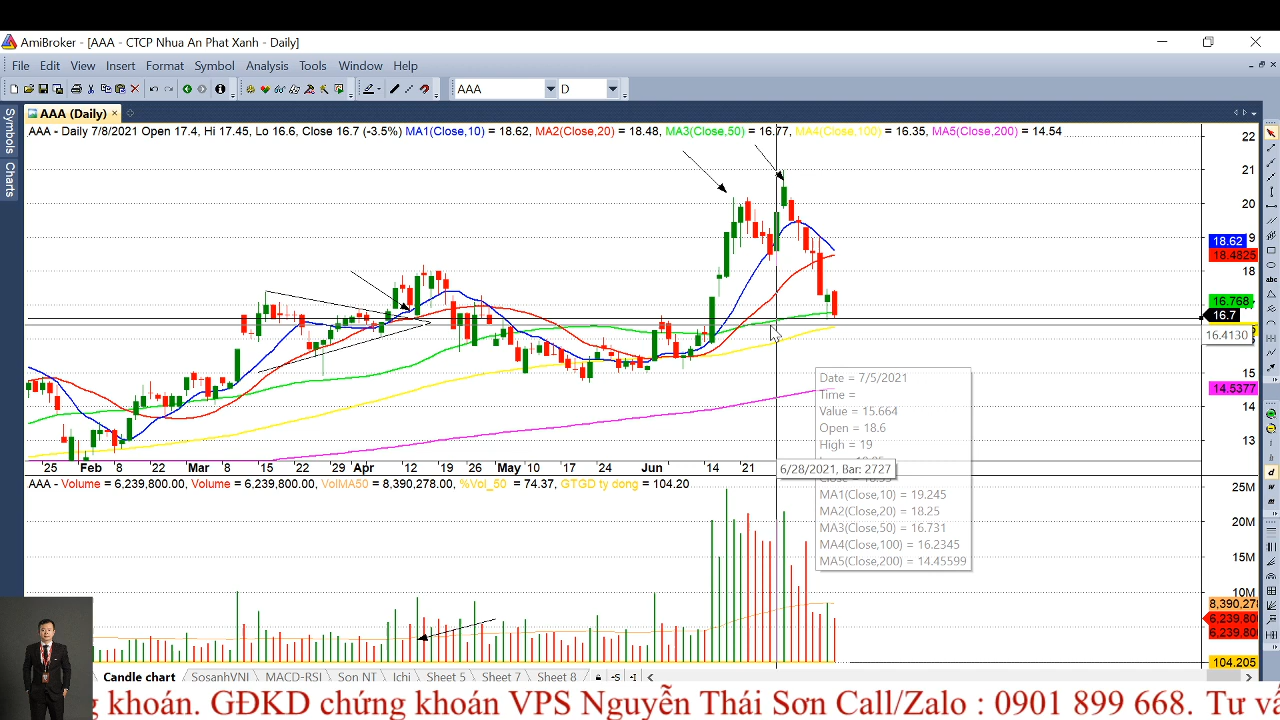 AmiBroker - [AAA - CTCP Nhua An Phat Xanh - Daily]
File Edit View Insert Format Symbol Analysis Tools Window Help
AAA D
AAA (Daily)
Symbols
Charts
AAA - Daily 7/8/2021 Open 17.4, Hi 17.45, Lo 16.6, Close 16.7 (-3.5%) MA1(Close,10) = 18.62, MA2(Close,20) = 18.48, MA3(Close,50) = 16.77, MA4(Close,100) = 16.35, MA5(Close,200) = 14.54
22
21
20
18.62
9
18.4825
18
16.768
16.7
16.4130
15
14.5377
14
13
Date = 7/5/2021
Time =
Value = 15.664
Open = 18.6
High = 19
6/28/2021, Bar: 2727
MA1(Close,10) = 19.245
MA2(Close,20) = 18.25
MA3(Close,50) = 16.731
MA4(Close,100) = 16.2345
MA5(Close,200) = 14.45599
25 Feb 8 22 Mar 8 15 22 29 Apr 12 19 26 May 10 17 24 Jun 14 21
AAA - Volume = 6,239,800.00, Volume = 6,239,800.00, VolMA50 = 8,390,278.00, %Vol_50 = 74.37, GTGD ty dong = 104.20
25M
20M
15M
10M
8,390,278
6,239,80
6,239,80
104.205
Candle chart SosanhVNI MACD-RSI Son NT Ichi Sheet 5 Sheet 7 Sheet 8
khoán. GĐKD chứng khoán VPS Nguyễn Thái Sơn Call/Zalo : 0901 899 668. Tư